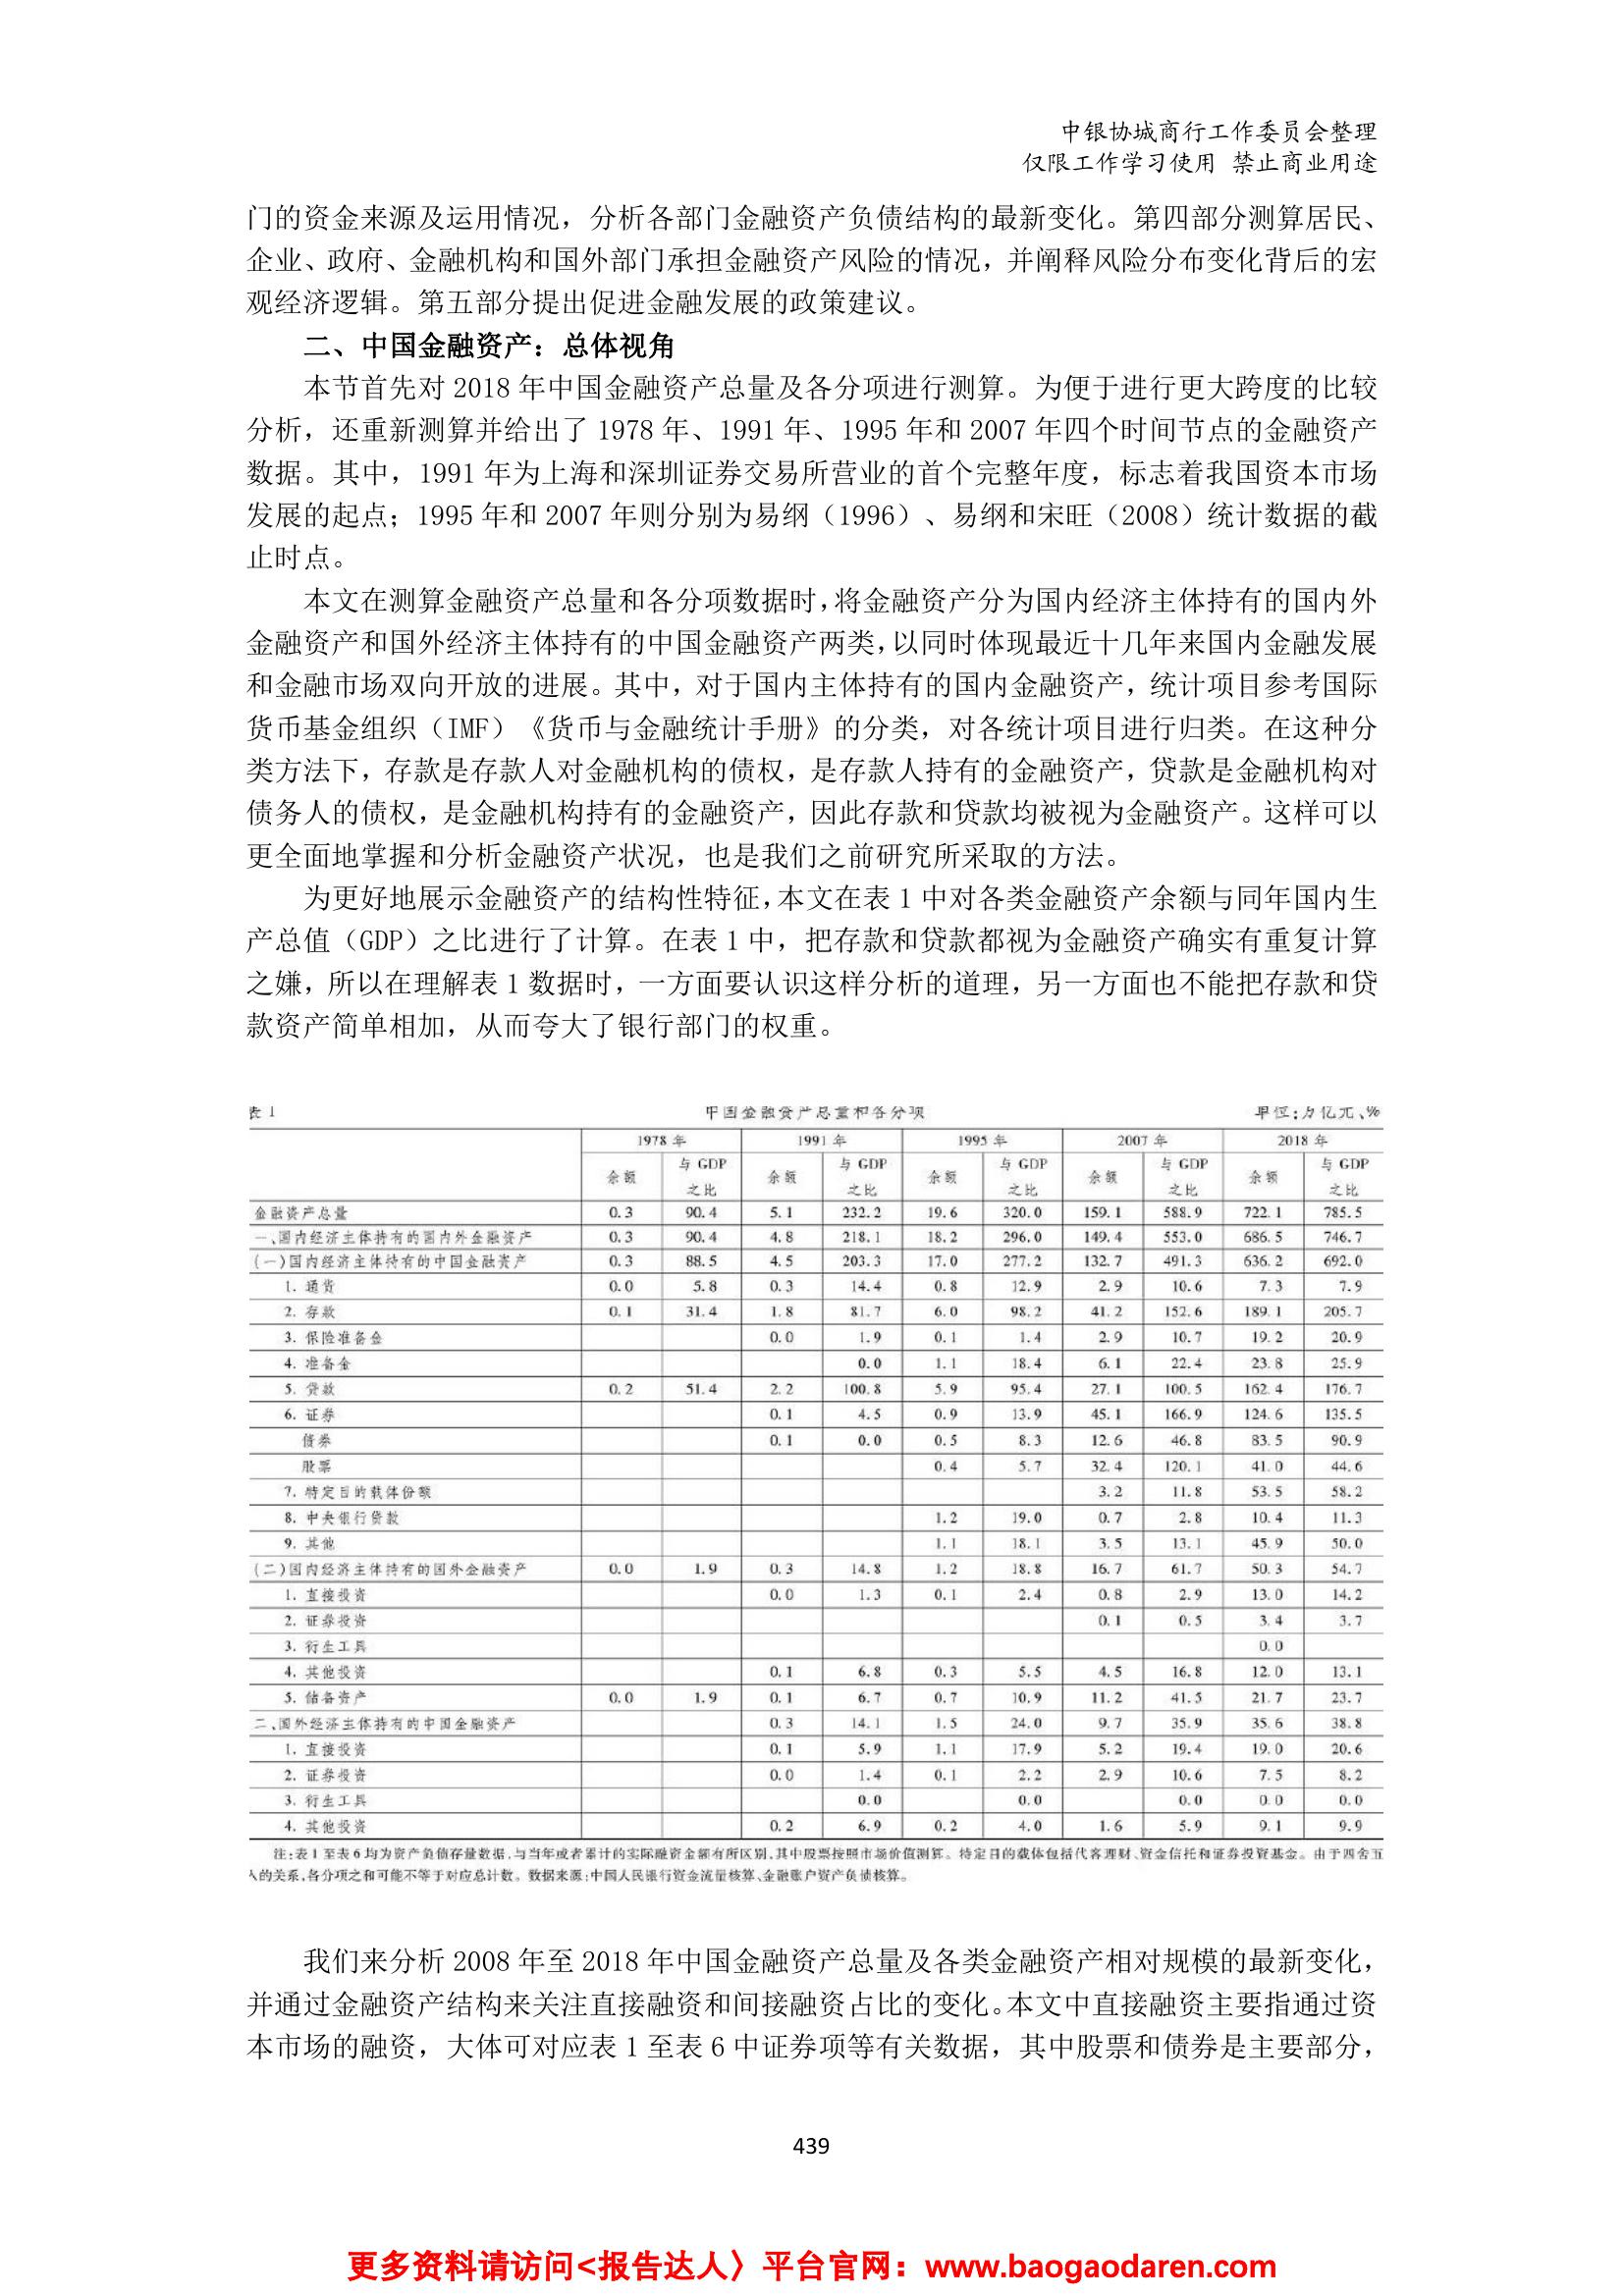 中银协城商行工作委员会整理
仅限工作学习使用 禁止商业用途
门的资金来源及运用情况，分析各部门金融资产负债结构的最新变化。第四部分测算居民、
企业、政府、金融机构和国外部门承担金融资产风险的情况，并阐释风险分布变化背后的宏
观经济逻辑。第五部分提出促进金融发展的政策建议。
二、中国金融资产：总体视角
本节首先对 2018 年中国金融资产总量及各分项进行测算。为便于进行更大跨度的比较
分析，还重新测算并给出了 1978 年、1991 年、1995 年和 2007 年四个时间节点的金融资产
数据。其中，1991 年为上海和深圳证券交易所营业的首个完整年度，标志着我国资本市场
发展的起点；1995 年和 2007 年则分别为易纲（1996）、易纲和宋旺（2008）统计数据的截
止时点。
本文在测算金融资产总量和各分项数据时，将金融资产分为国内经济主体持有的国内外
金融资产和国外经济主体持有的中国金融资产两类，以同时体现最近十几年来国内金融发展
和金融市场双向开放的进展。其中，对于国内主体持有的国内金融资产，统计项目参考国际
货币基金组织（IMF）《货币与金融统计手册》的分类，对各统计项目进行归类。在这种分
类方法下，存款是存款人对金融机构的债权，是存款人持有的金融资产，贷款是金融机构对
债务人的债权，是金融机构持有的金融资产，因此存款和贷款均被视为金融资产。这样可以
更全面地掌握和分析金融资产状况，也是我们之前研究所采取的方法。
为更好地展示金融资产的结构性特征，本文在表 1 中对各类金融资产余额与同年国内生
产总值（GDP）之比进行了计算。在表 1 中，把存款和贷款都视为金融资产确实有重复计算
之嫌，所以在理解表 1 数据时，一方面要认识这样分析的道理，另一方面也不能把存款和贷
款资产简单相加，从而夸大了银行部门的权重。
表 1 中国金融资产总量和各分项 单位：万亿元、%
1978 年 1991 年 1995 年 2007 年 2018 年
余额 与 GDP 之比 余额 与 GDP 之比 余额 与 GDP 之比 余额 与 GDP 之比 余额 与 GDP 之比
金融资产总量 0.3 90.4 5.1 232.2 19.6 320.0 159.1 588.9 722.1 785.5
一、国内经济主体持有的国内外金融资产 0.3 90.4 4.8 218.1 18.2 296.0 149.4 553.0 686.5 746.7
(一)国内经济主体持有的中国金融资产 0.3 88.5 4.5 203.3 17.0 277.2 132.7 491.3 636.2 692.0
1. 通货 0.0 5.8 0.3 14.4 0.8 12.9 2.9 10.6 7.3 7.9
2. 存款 0.1 31.4 1.8 81.7 6.0 98.2 41.2 152.6 189.1 205.7
3. 保险准备金 0.0 1.9 0.1 1.4 2.9 10.7 19.2 20.9
4. 准备金 0.0 1.1 18.4 6.1 22.4 23.8 25.9
5. 贷款 0.2 51.4 2.2 100.8 5.9 95.4 27.1 100.5 162.4 176.7
6. 证券 0.1 4.5 0.9 13.9 45.1 166.9 124.6 135.5
债券 0.1 0.0 0.5 8.3 12.6 46.8 83.5 90.9
股票 0.4 5.7 32.4 120.1 41.0 44.6
7. 特定目的载体份额 3.2 11.8 53.5 58.2
8. 中央银行贷款 1.2 19.0 0.7 2.8 10.4 11.3
9. 其他 1.1 18.1 3.5 13.1 45.9 50.0
(二)国内经济主体持有的国外金融资产 0.0 1.9 0.3 14.8 1.2 18.8 16.7 61.7 50.3 54.7
1. 直接投资 0.0 1.3 0.1 2.4 0.8 2.9 13.0 14.2
2. 证券投资 0.1 0.5 3.4 3.7
3. 衍生工具 0.0
4. 其他投资 0.1 6.8 0.3 5.5 4.5 16.8 12.0 13.1
5. 储备资产 0.0 1.9 0.1 6.7 0.7 10.9 11.2 41.5 21.7 23.7
二、国外经济主体持有的中国金融资产 0.3 14.1 1.5 24.0 9.7 35.9 35.6 38.8
1. 直接投资 0.1 5.9 1.1 17.9 5.2 19.4 19.0 20.6
2. 证券投资 0.0 1.4 0.1 2.2 2.9 10.6 7.5 8.2
3. 衍生工具 0.0 0.0 0.0 0.0 0.0
4. 其他投资 0.2 6.9 0.2 4.0 1.6 5.9 9.1 9.9
注：表 1 至表 6 均为资产负债存量数据，与当年或者累计的实际融资金额有所区别，其中股票按照市场价值测算。特定目的载体包括代客理财、资金信托和证券投资基金。由于四舍五
入的关系，各分项之和可能不等于对应总计数。数据来源：中国人民银行资金流量核算、金融账户资产负债核算。
我们来分析 2008 年至 2018 年中国金融资产总量及各类金融资产相对规模的最新变化，
并通过金融资产结构来关注直接融资和间接融资占比的变化。本文中直接融资主要指通过资
本市场的融资，大体可对应表 1 至表 6 中证券项等有关数据，其中股票和债券是主要部分，
439
更多资料请访问<报告达人〉平台官网：www.baogaodaren.com